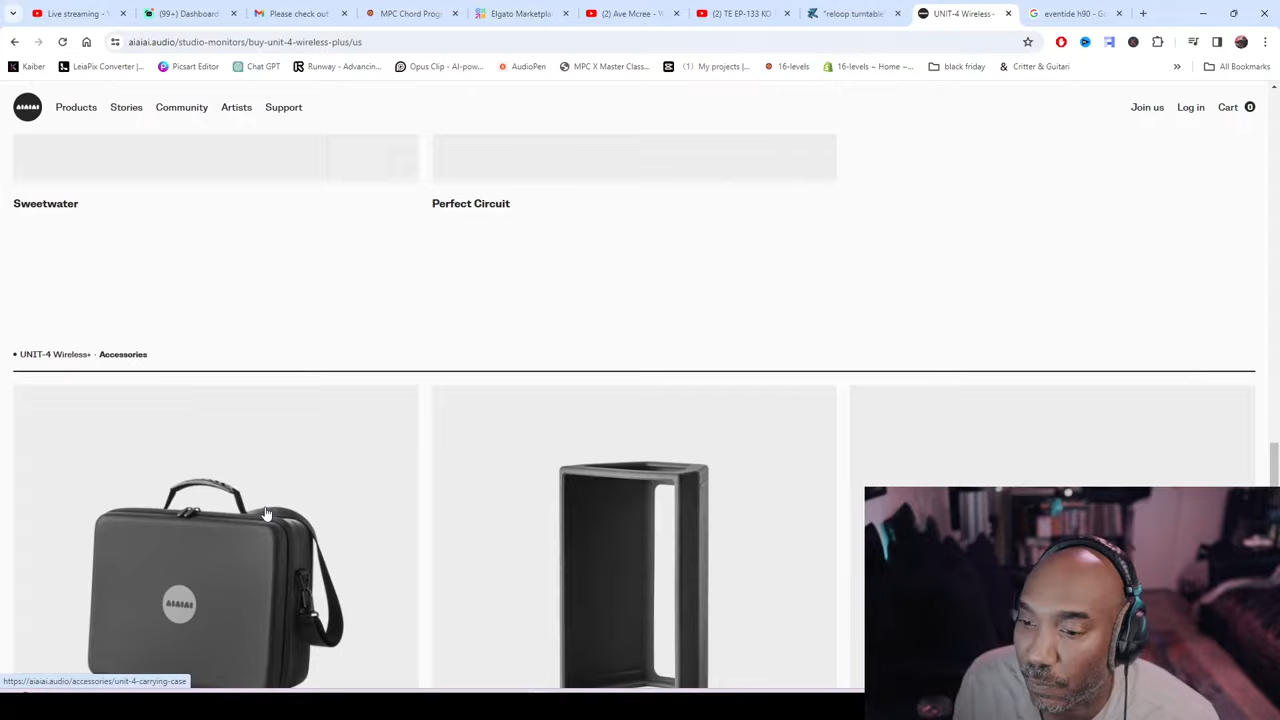 Live streaming - Y
(99+) Dashboard
Please check out
MPC Chord Prog
Elgato Marketpla
(2) Ave Mcree /
(2) TE EP-133 KO
"reloop turntable"
UNIT-4 Wireless+
eventide h90 - Go
aiaiai.audio/studio-monitors/buy-unit-4-wireless-plus/us
Kaiber
LeiaPix Converter |...
Picsart Editor
Chat GPT
Runway - Advancin...
Opus Clip - AI-pow...
AudioPen
MPC X Master Class...
(1) My projects |...
16-levels
16-levels ~ Home ~...
black friday
Critter & Guitari
All Bookmarks
AIAIAI
Products
Stories
Community
Artists
Support
Join us
Log in
Cart 0
Sweetwater
Perfect Circuit
• UNIT-4 Wireless+ · Accessories
AIAIAI
https://aiaiai.audio/accessories/unit-4-carrying-case